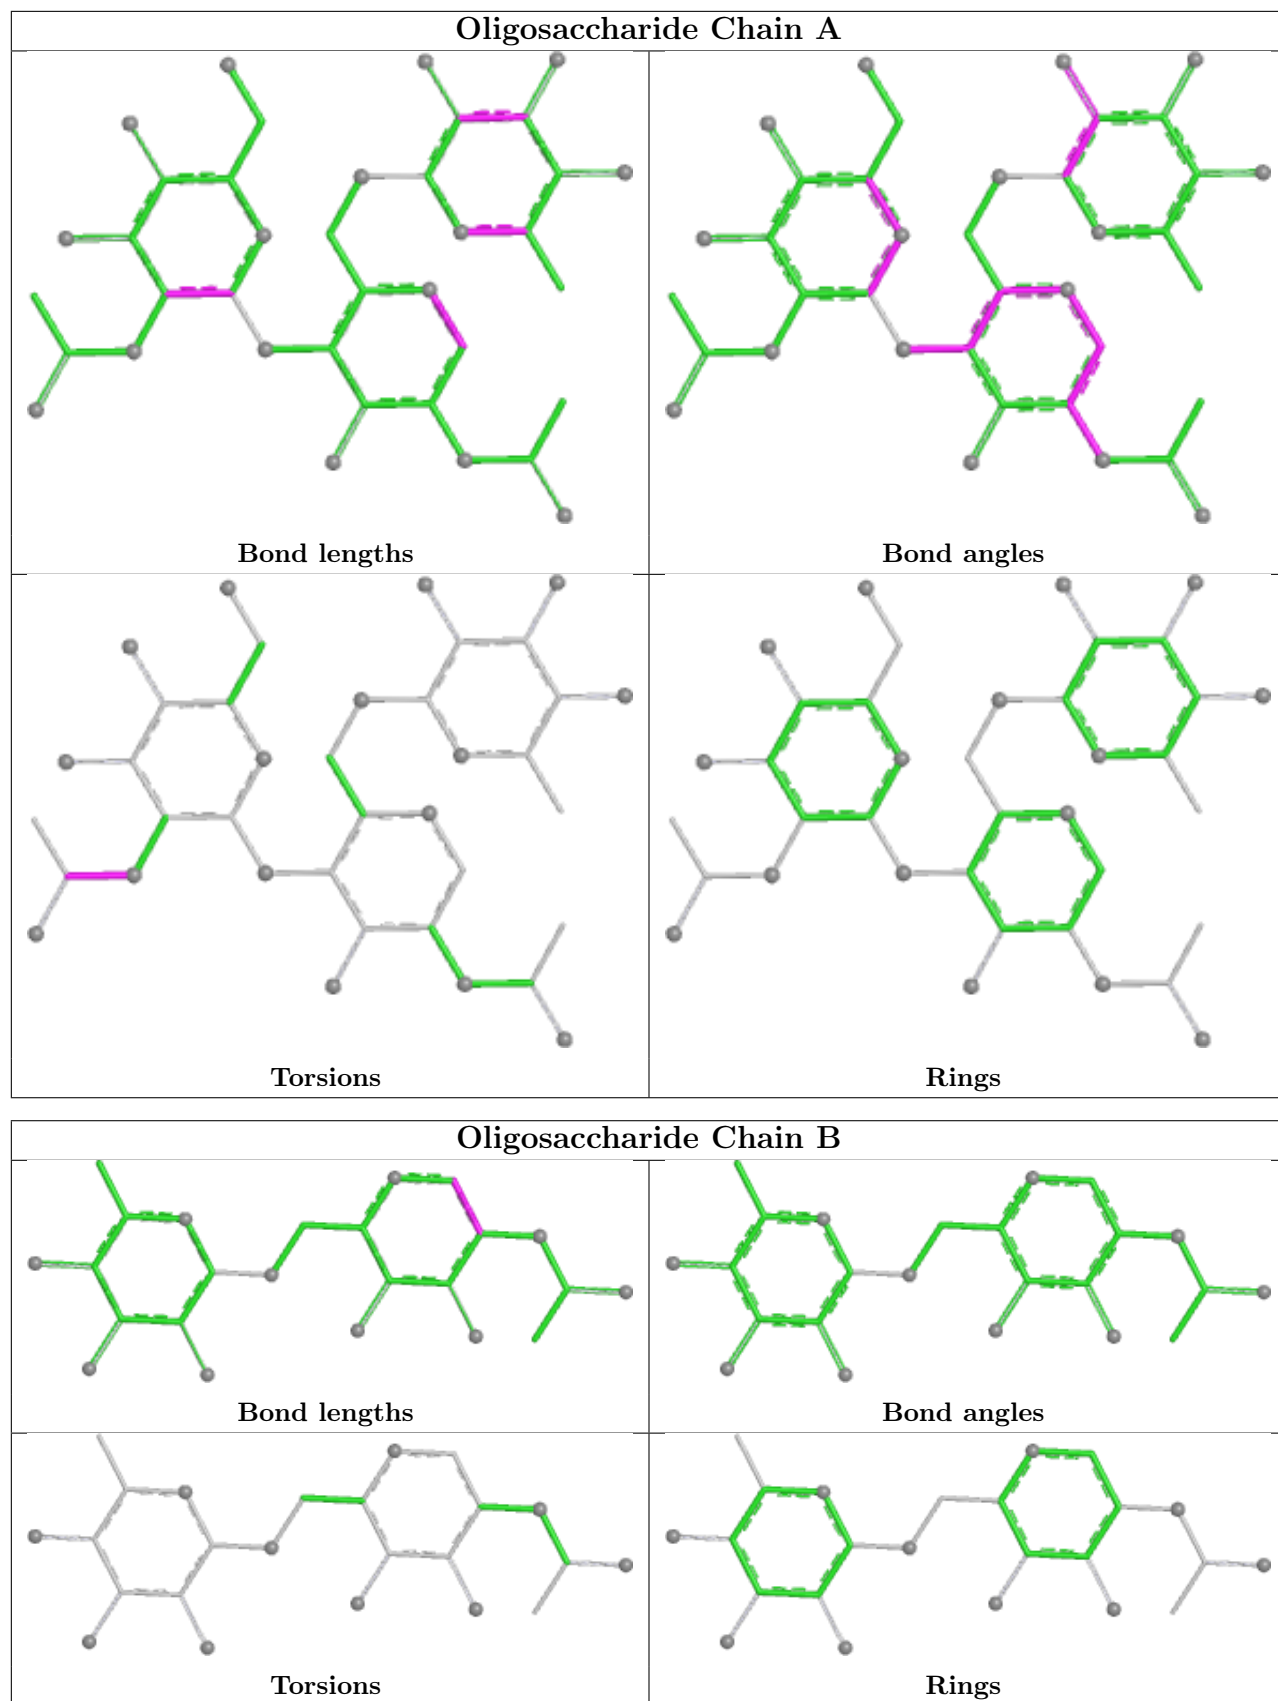 Oligosaccharide Chain A
Bond lengths
Bond angles
Torsions
Rings
Oligosaccharide Chain B
Bond lengths
Bond angles
Torsions
Rings